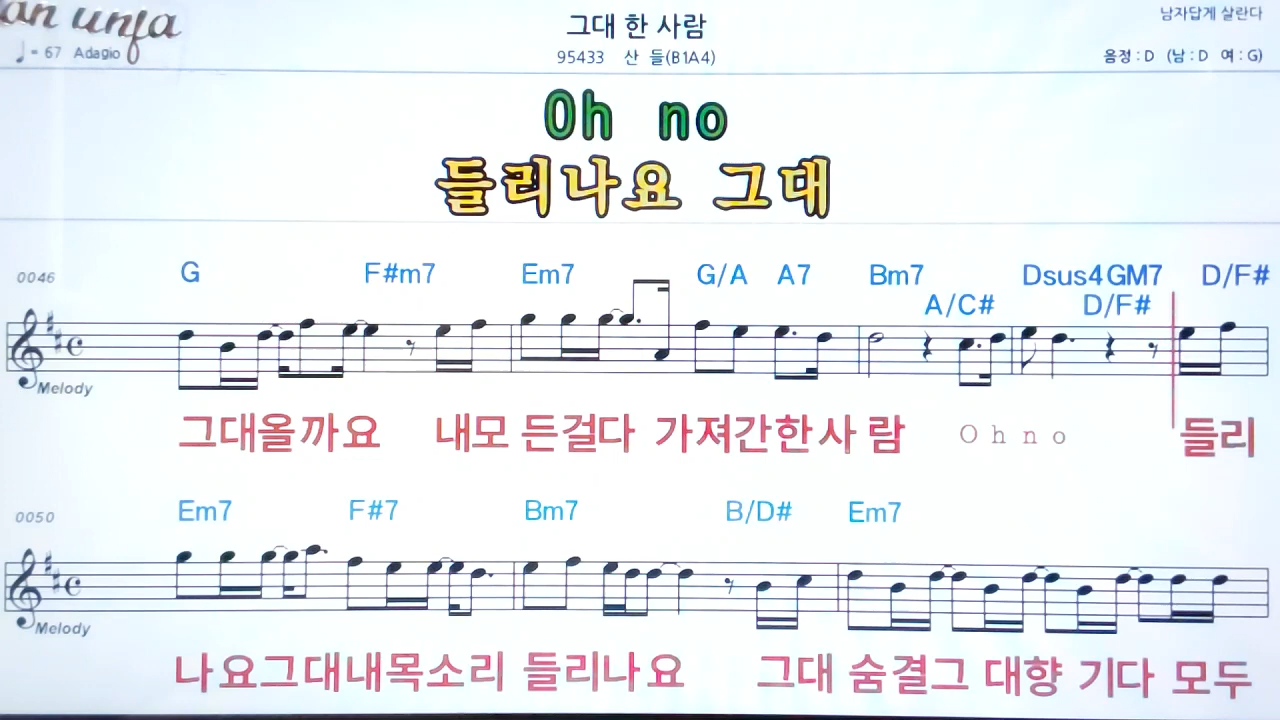 an unfa
그대 한 사람
남자답게 살란다
♩= 67 Adagio
95433 산 들(B1A4)
음정 : D (남 : D 여 : G)
Oh no
들리나요 그대
0046 G F#m7 Em7 G/A A7 Bm7 Dsus4 GM7 D/F#
A/C# D/F#
Melody
그대올까요 내모 든걸다 가져간한사 람 Oh no 들리
0050 Em7 F#7 Bm7 B/D# Em7
Melody
나요그대내목소리 들리나요 그대 숨결그 대향 기다 모두